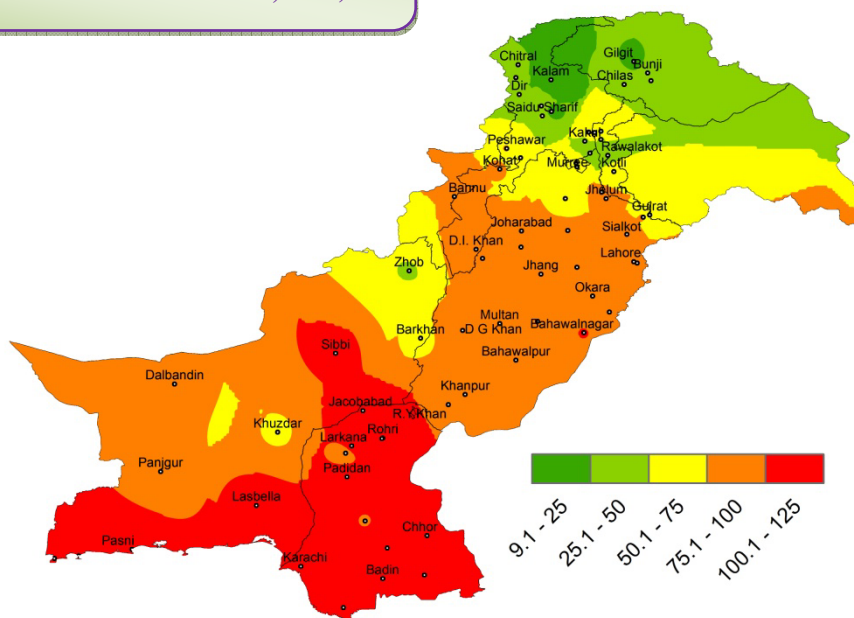 Chitral
Gilgit
Kalam
Bunji
Chilas
Dir
Saidu Sharif
Peshawar
Rawalakot
Kohat
Murree
Kotli
Bannu
Jhalum
Gujrat
Joharabad
Sialkot
D.I. Khan
Lahore
Zhob
Jhang
Okara
Multan
Barkhan
D G Khan
Bahawalnagar
Sibbi
Bahawalpur
Dalbandin
Khanpur
Jacobabad
R.Y.Khan
Khuzdar
Larkana
Rohri
Panjgur
Padidan
Lasbella
Chhor
Pasni
Karachi
Badin
9.1 - 25
25.1 - 50
50.1 - 75
75.1 - 100
100.1 - 125